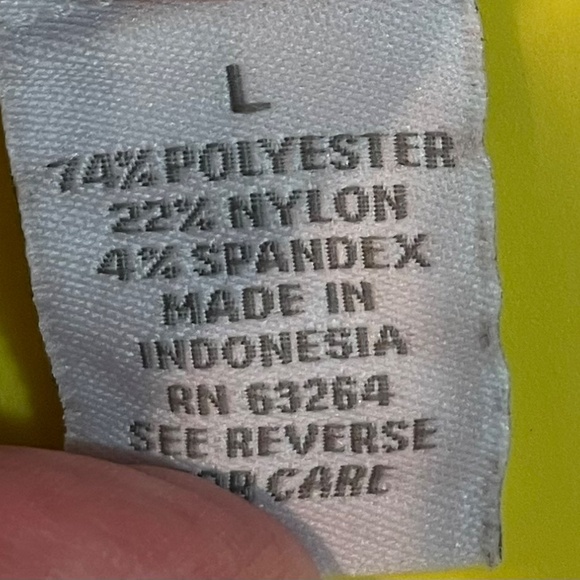 L
74% POLYESTER
22% NYLON
4% SPANDEX
MADE IN
INDONESIA
RN 63264
SEE REVERSE
CARE